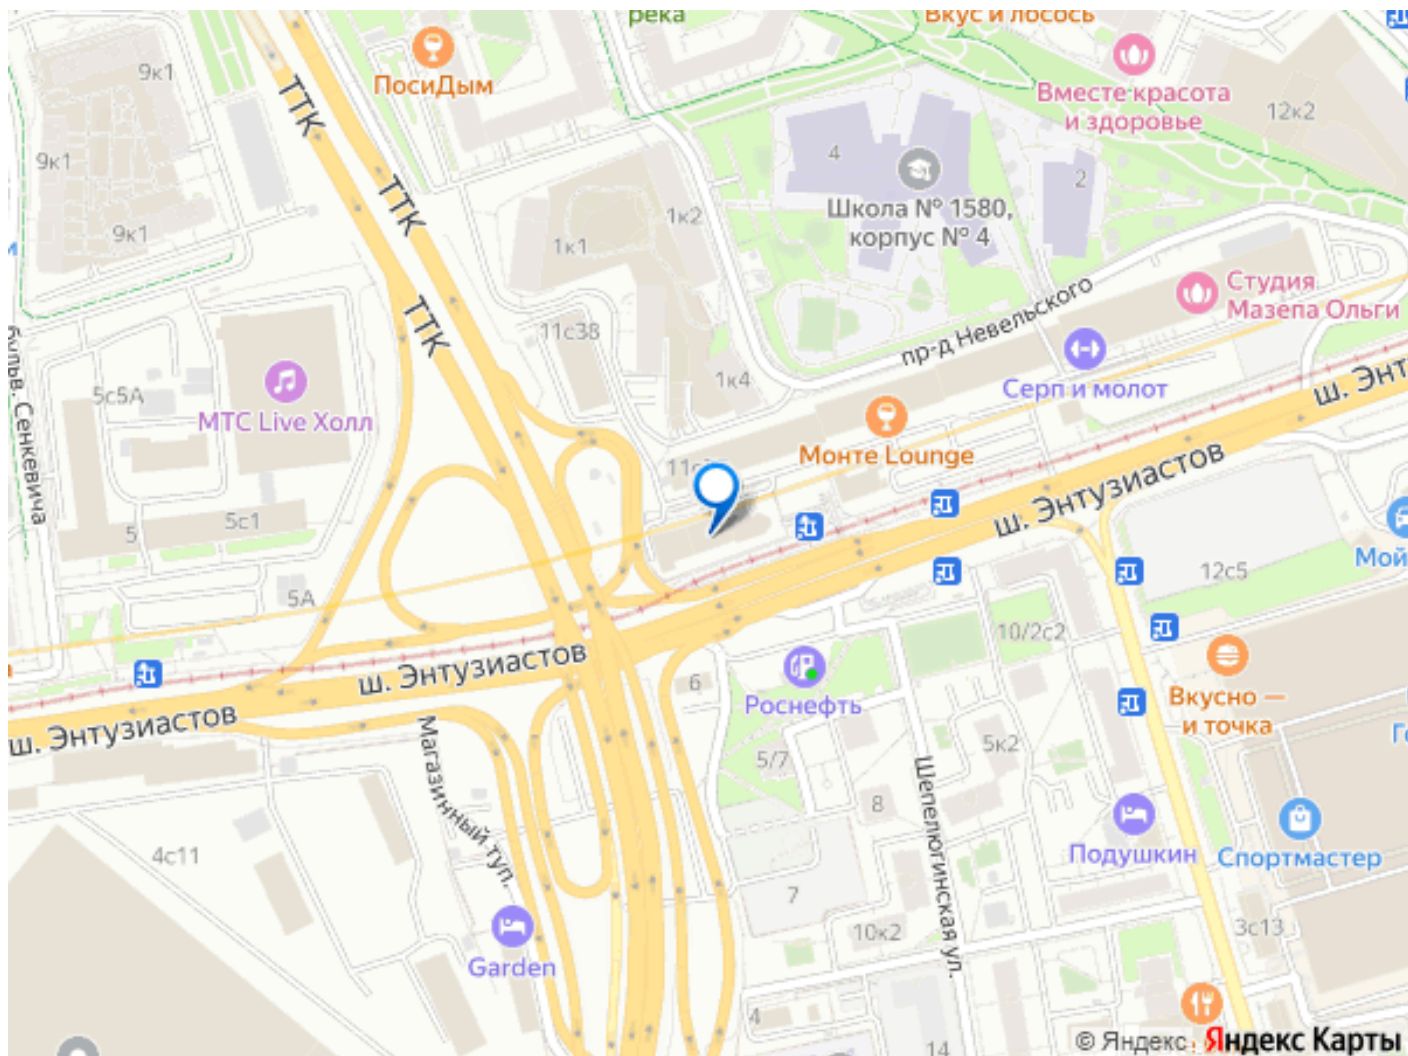 река
Вкус и лосось
9к1
ПосиДым
ТТК
Вместе красота
и здоровье
12к2
9к1
4
2
ТТК
Школа № 1580,
корпус № 4
1к2
9к1
1к1
Студия
Мазепа Ольги
пр-д Невельского
ТТК
11с38
Серп и молот
ш. Энт
1к4
5с5А
МТС Live Холл
бульв. Сенкевича
Монте Lounge
ш. Энтузиастов
5с1
5
Мой
12с5
5А
10/2с2
ш. Энтузиастов
6
Роснефть
Вкусно —
и точка
ш. Энтузиастов
Магазинный туп.
5к2
5/7
8
Шепелюгинская ул.
4с11
Подушкин
Спортмастер
7
10к2
3с13
Garden
4
14
© Яндекс
Яндекс Карты